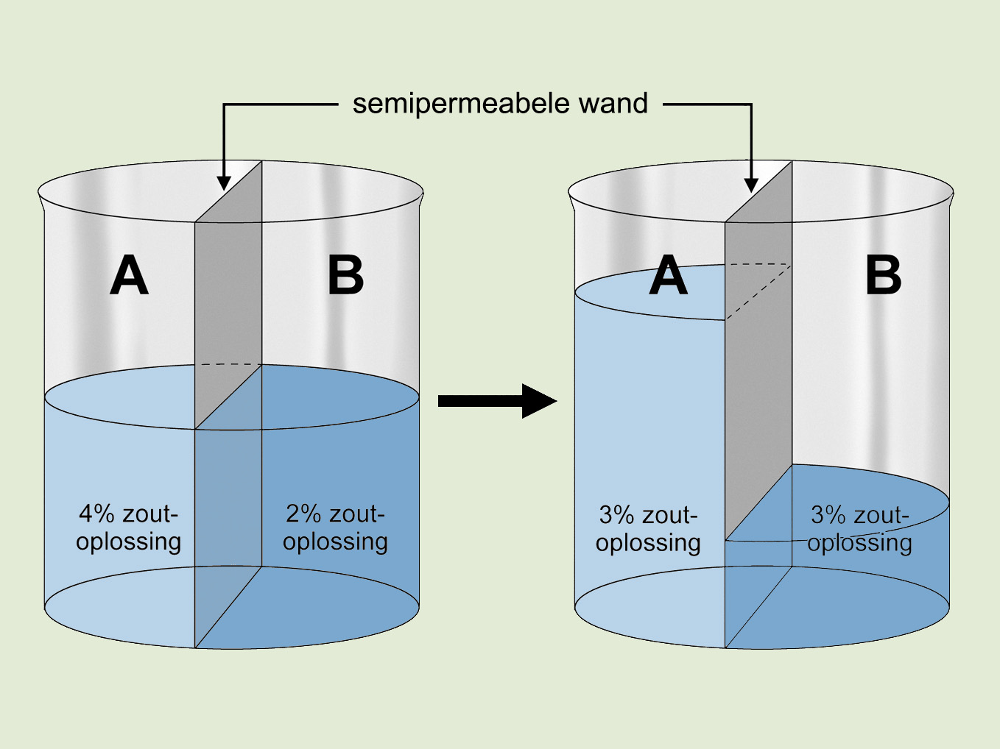 semipermeabele wand
A
B
4% zout-
oplossing
2% zout-
oplossing
A
B
3% zout-
oplossing
3% zout-
oplossing